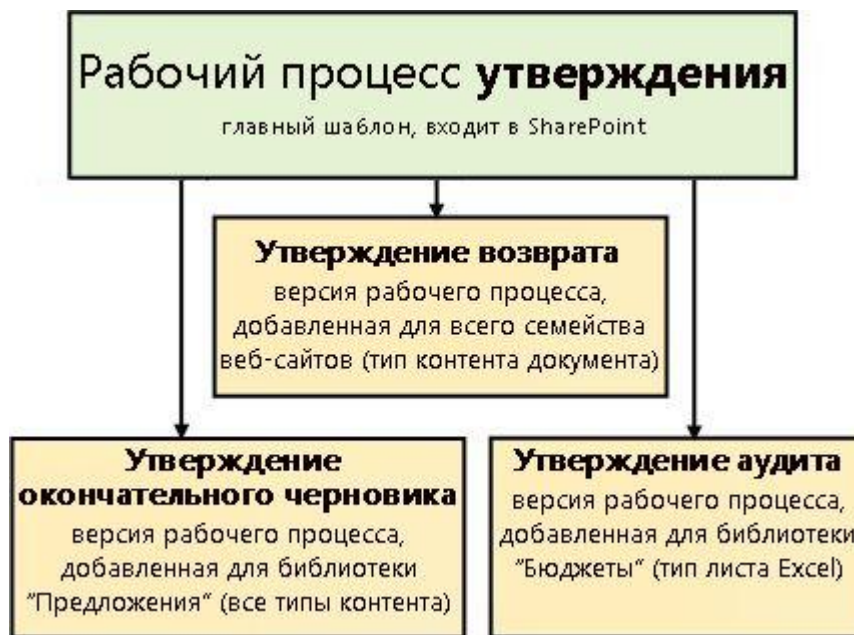 Рабочий процесс утверждения
главный шаблон, входит в SharePoint
Утверждение возврата
версия рабочего процесса,
добавленная для всего семейства
веб-сайтов (тип контента документа)
Утверждение
окончательного черновика
версия рабочего процесса,
добавленная для библиотеки
"Предложения" (все типы контента)
Утверждение аудита
версия рабочего процесса,
добавленная для библиотеки
"Бюджеты" (тип листа Excel)